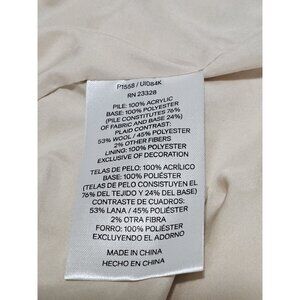 P1558 / UI084K
RN 23328
PILE: 100% ACRYLIC
BASE: 100% POLYESTER
(PILE CONSTITUTES 76%
OF FABRIC AND BASE 24%)
PLAID CONTRAST:
53% WOOL / 45% POLYESTER
2% OTHER FIBERS
LINING: 100% POLYESTER
EXCLUSIVE OF DECORATION
TELAS DE PELO: 100% ACRÍLICO
BASE: 100% POLIÉSTER
(TELAS DE PELO CONSISTUYEN EL
76% DEL TEJIDO Y 24% DEL BASE)
CONTRASTE DE CUADROS:
53% LANA / 45% POLIÉSTER
2% OTRA FIBRA
FORRO: 100% POLIÉSTER
EXCLUYENDO EL ADORNO
MADE IN CHINA
HECHO EN CHINA